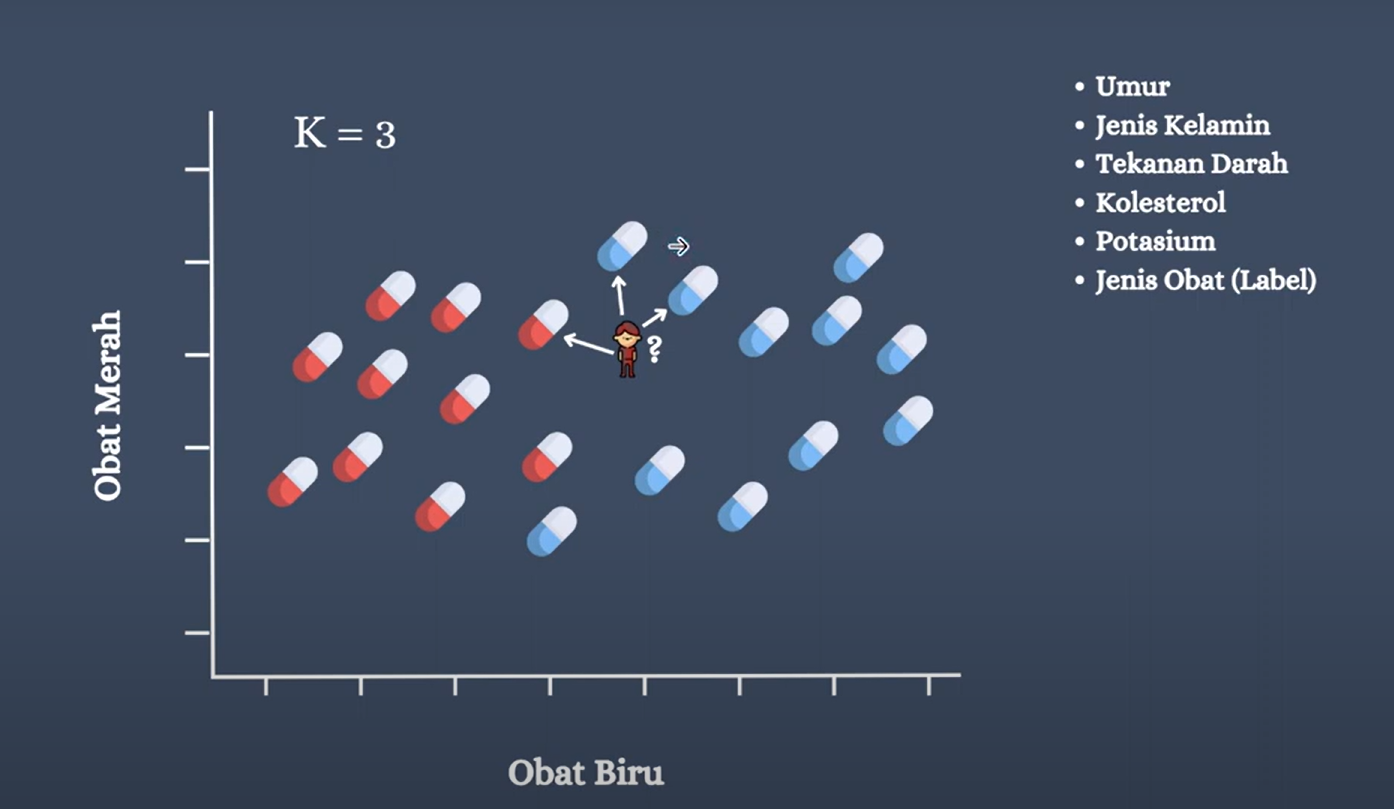 K = 3
• Umur
• Jenis Kelamin
• Tekanan Darah
• Kolesterol
• Potasium
• Jenis Obat (Label)
?
Obat Merah
Obat Biru